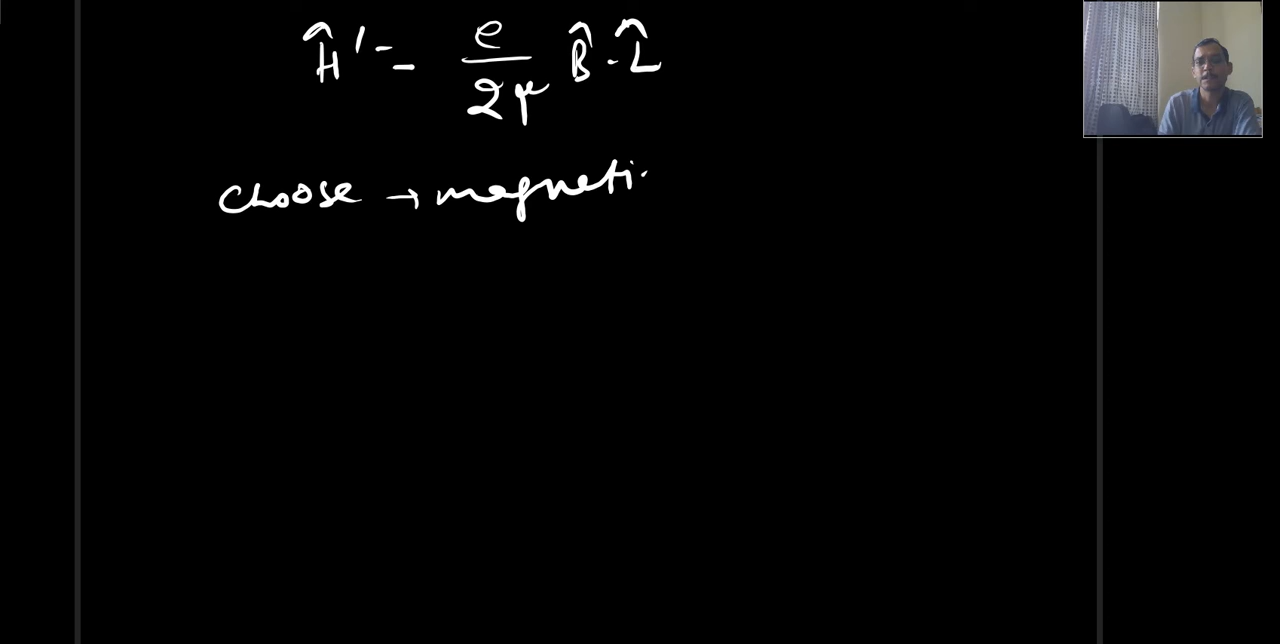 Ĥ' = e/2μ B̂·L̂
choose → magneti